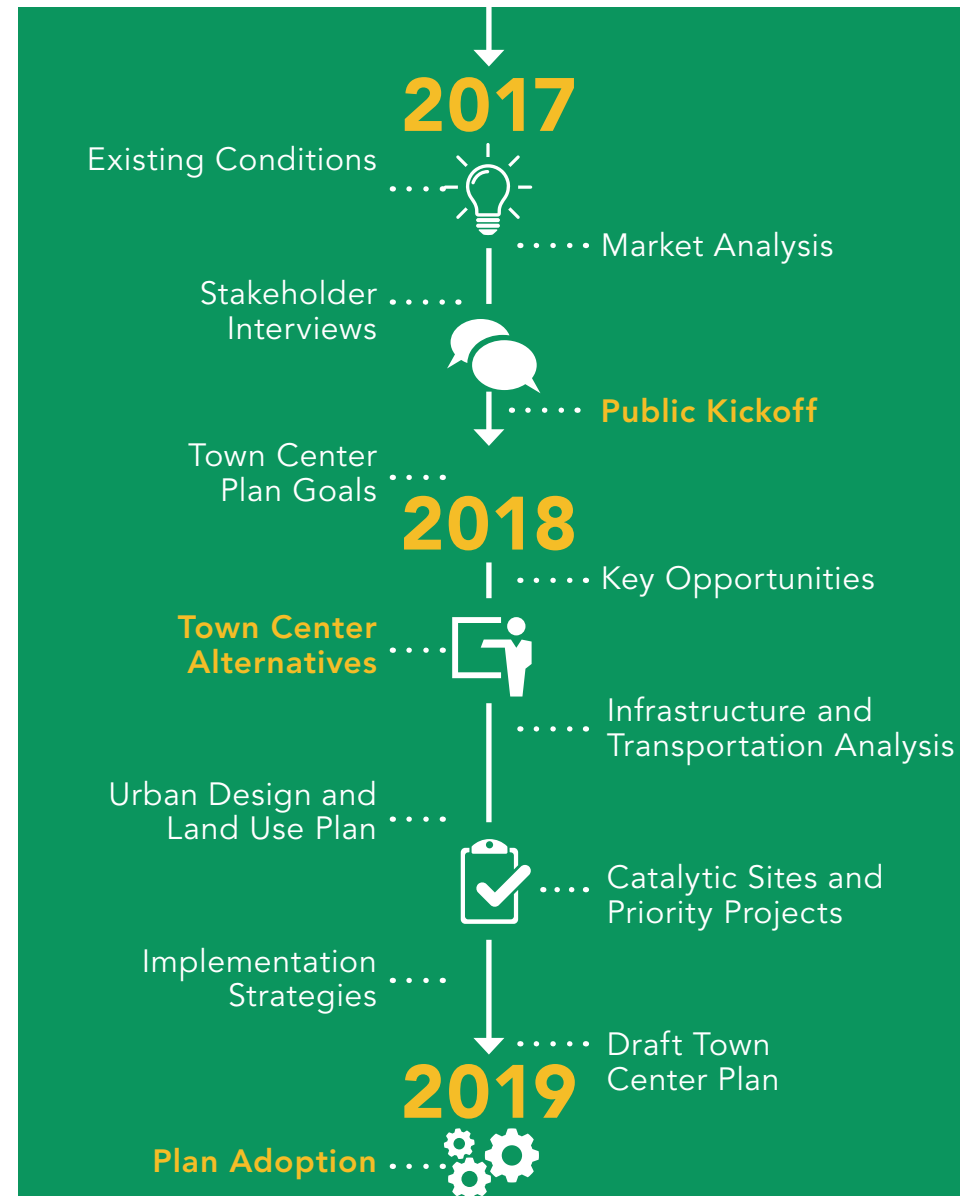 2017
Existing Conditions
Market Analysis
Stakeholder
Interviews
Public Kickoff
Town Center
Plan Goals
2018
Key Opportunities
Town Center
Alternatives
Infrastructure and
Transportation Analysis
Urban Design and
Land Use Plan
Catalytic Sites and
Priority Projects
Implementation
Strategies
Draft Town
Center Plan
2019
Plan Adoption